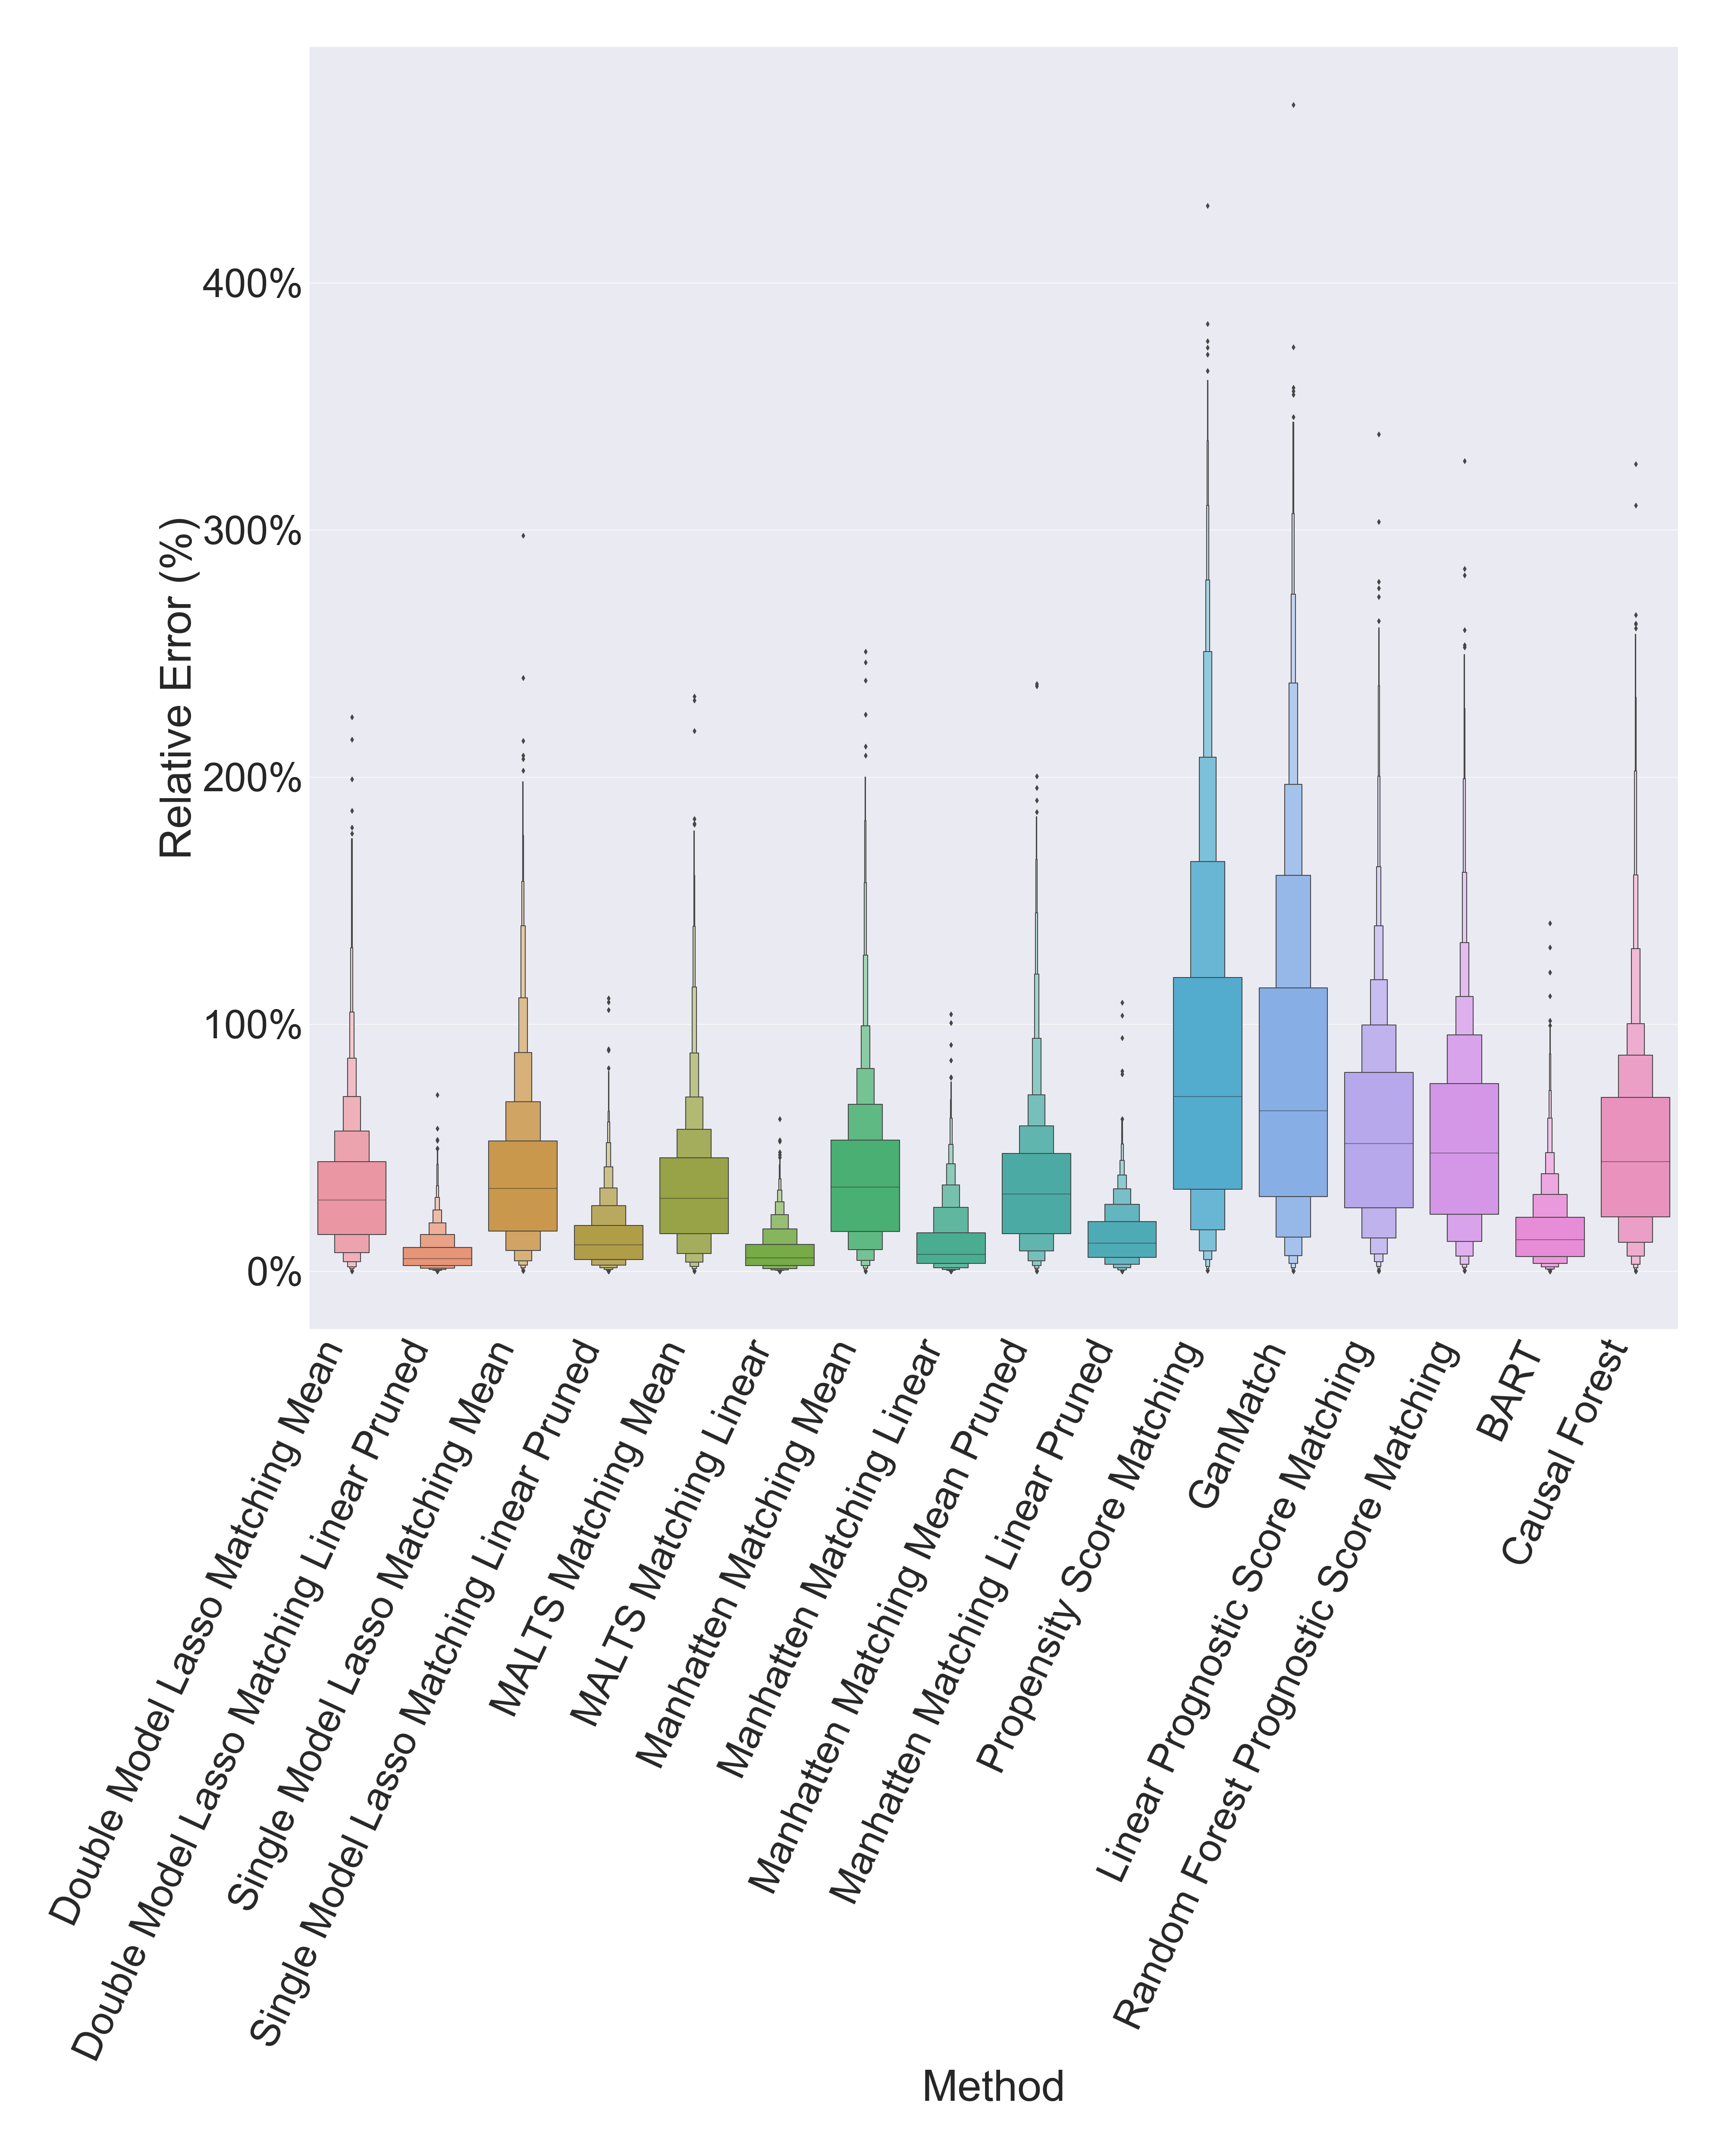 400%
300%
200%
100%
0%
Relative Error (%)
Double Model Lasso Matching Mean
Double Model Lasso Matching Linear Pruned
Single Model Lasso Matching Mean
Single Model Lasso Matching Linear Pruned
MALTS Matching Mean
MALTS Matching Linear
Manhatten Matching Mean
Manhatten Matching Linear
Manhatten Matching Mean Pruned
Manhatten Matching Linear Pruned
Propensity Score Matching
GanMatch
Linear Prognostic Score Matching
Random Forest Prognostic Score Matching
BART
Causal Forest
Method